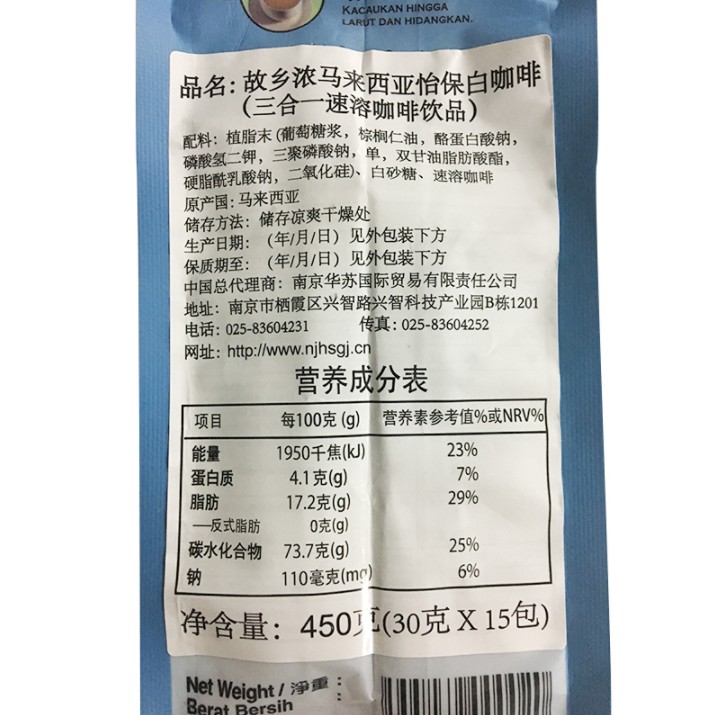 KACAUKAN HINGGA
LARUT DAN HIDANGKAN.
品名：故乡浓马来西亚怡保白咖啡
(三合一速溶咖啡饮品)
配料：植脂末 (葡萄糖浆，棕榈仁油，酪蛋白酸钠，
磷酸氢二钾，三聚磷酸钠，单，双甘油脂肪酸酯，
硬脂酰乳酸钠，二氧化硅)、白砂糖、速溶咖啡
原产国：马来西亚
储存方法：储存凉爽干燥处
生产日期：（年/月/日）见外包装下方
保质期至：（年/月/日）见外包装下方
中国总代理商：南京华苏国际贸易有限责任公司
地址：南京市栖霞区兴智路兴智科技产业园B栋1201
电话：025-83604231 传真：025-83604252
网址：http://www.njhsgj.cn
营养成分表
项目 每100克 (g) 营养素参考值%或NRV%
能量 1950千焦(kJ) 23%
蛋白质 4.1克(g) 7%
脂肪 17.2克(g) 29%
—反式脂肪 0克(g)
碳水化合物 73.7克(g) 25%
钠 110毫克(mg) 6%
净含量：450克(30克 X 15包)
Net Weight / 淨重 :
Berat Bersih :